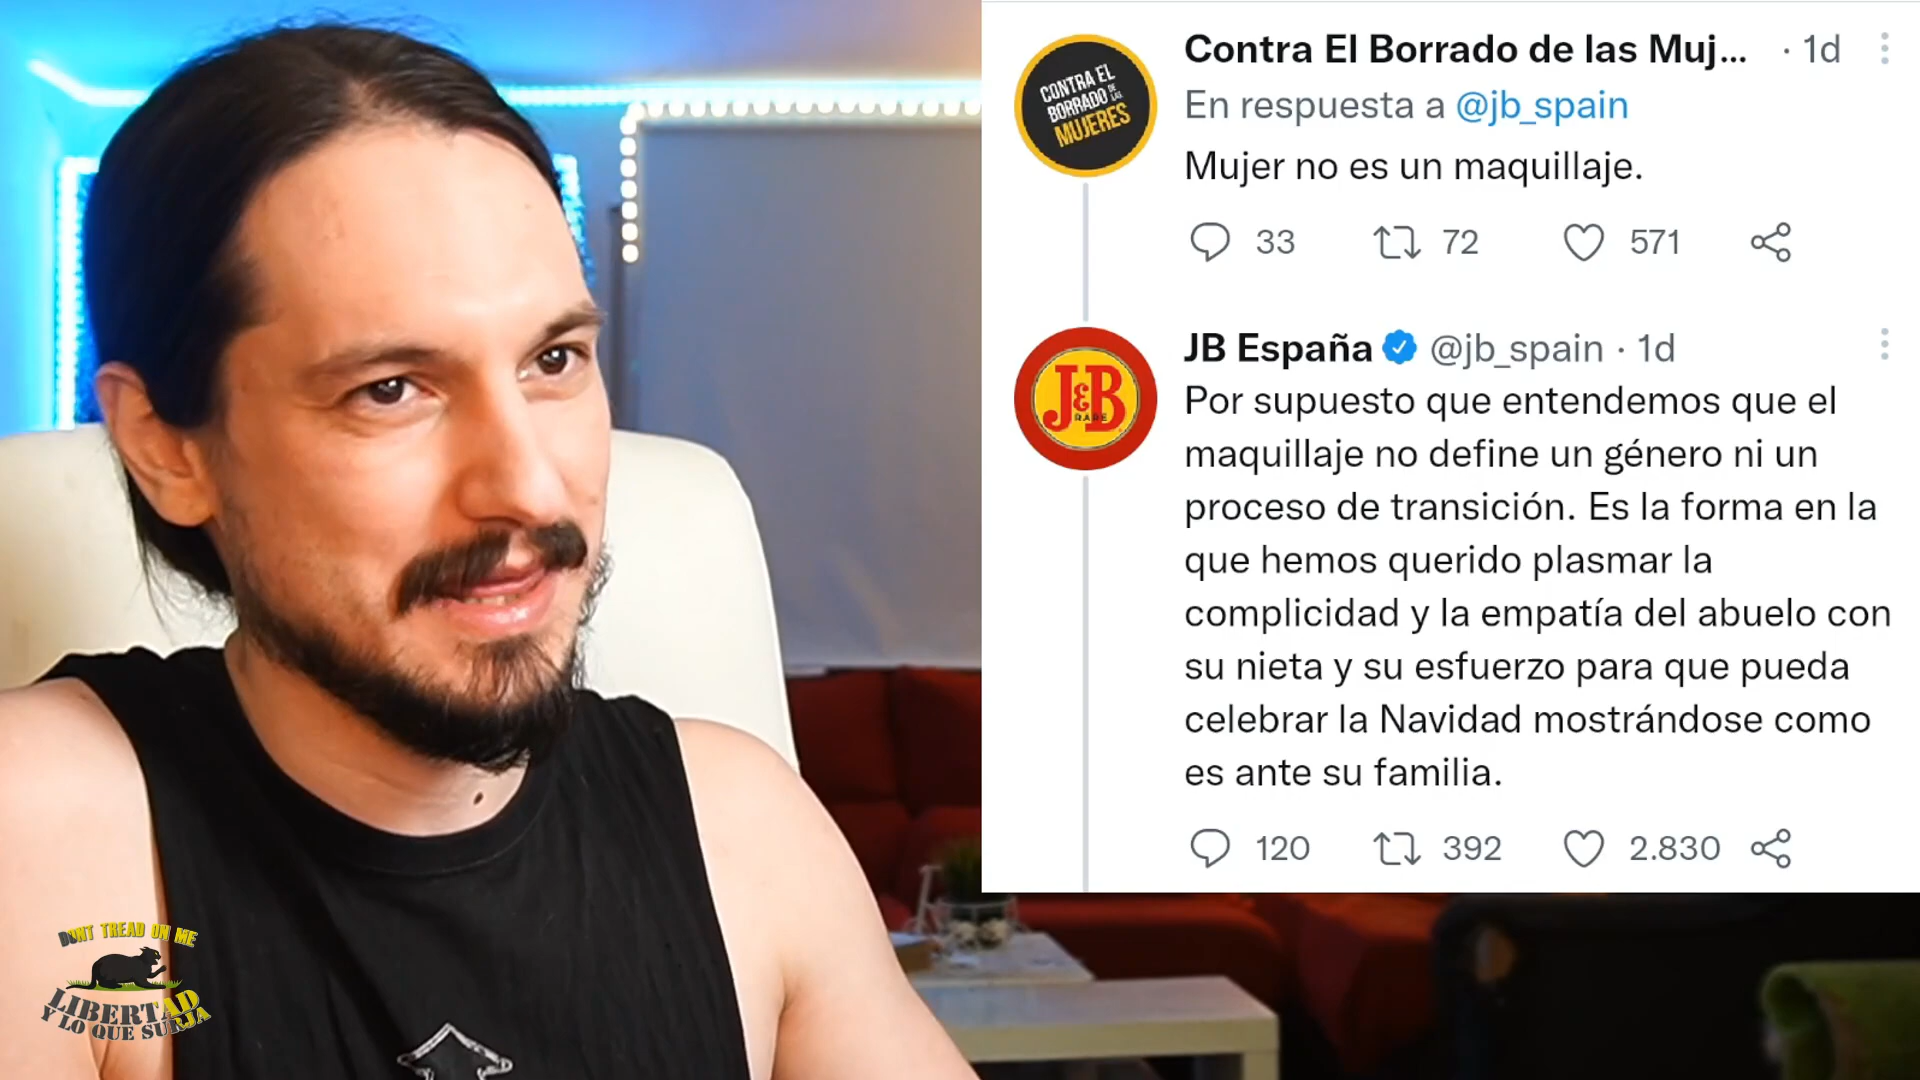 Contra El Borrado de las Muj... · 1d
En respuesta a @jb_spain
CONTRA EL
BORRADO DE LAS
MUJERES
Mujer no es un maquillaje.
33 72 571
JB España @jb_spain · 1d
J&B
RARE
Por supuesto que entendemos que el
maquillaje no define un género ni un
proceso de transición. Es la forma en la
que hemos querido plasmar la
complicidad y la empatía del abuelo con
su nieta y su esfuerzo para que pueda
celebrar la Navidad mostrándose como
es ante su familia.
120 392 2.830
DONT TREAD ON ME
LIBERTAD
Y LO QUE SURJA